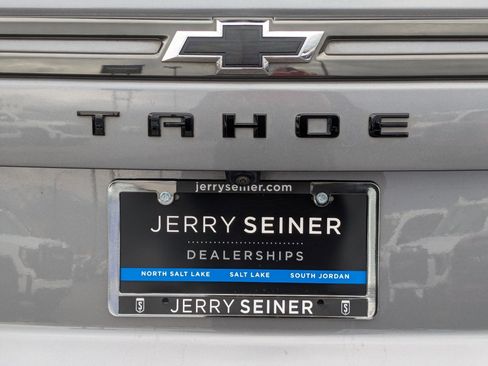 TAHOE
jerryseiner.com
JERRY SEINER
DEALERSHIPS
NORTH SALT LAKE SALT LAKE SOUTH JORDAN
S JERRY SEINER S